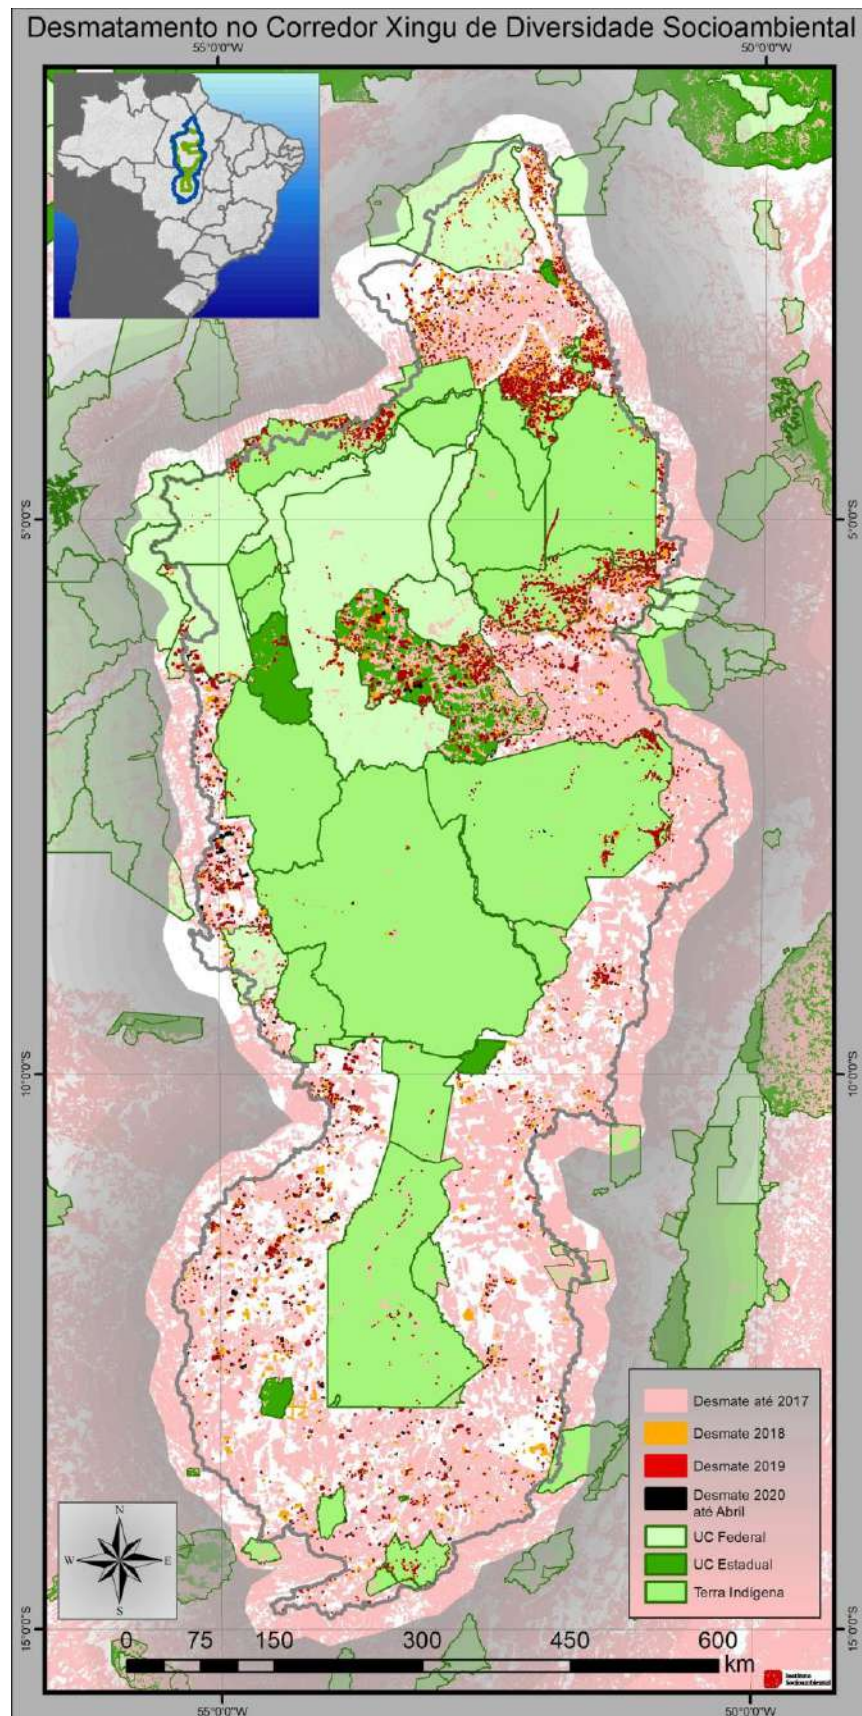 Desmatamento no Corredor Xingu de Diversidade Socioambiental
55°0'0"W
50°0'0"W
5°0'0"S
5°0'0"S
10°0'0"S
10°0'0"S
Desmate até 2017
Desmate 2018
Desmate 2019
Desmate 2020
até Abril
UC Federal
UC Estadual
Terra Indígena
N
W
E
S
15°0'0"S
15°0'0"S
0 75 150 300 450 600
km
Instituto
Socioambiental
55°0'0"W
50°0'0"W